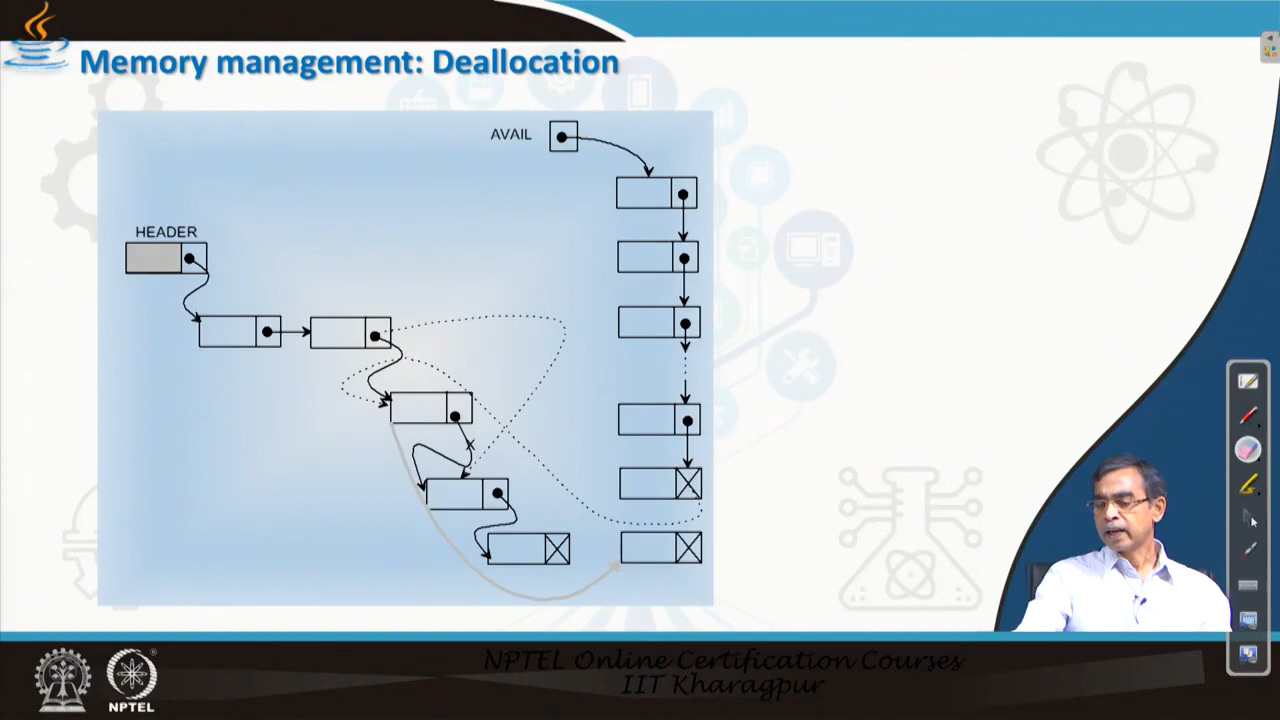 Memory management: Deallocation
AVAIL
HEADER
NPTEL Online Certification Courses
IIT Kharagpur
NPTEL